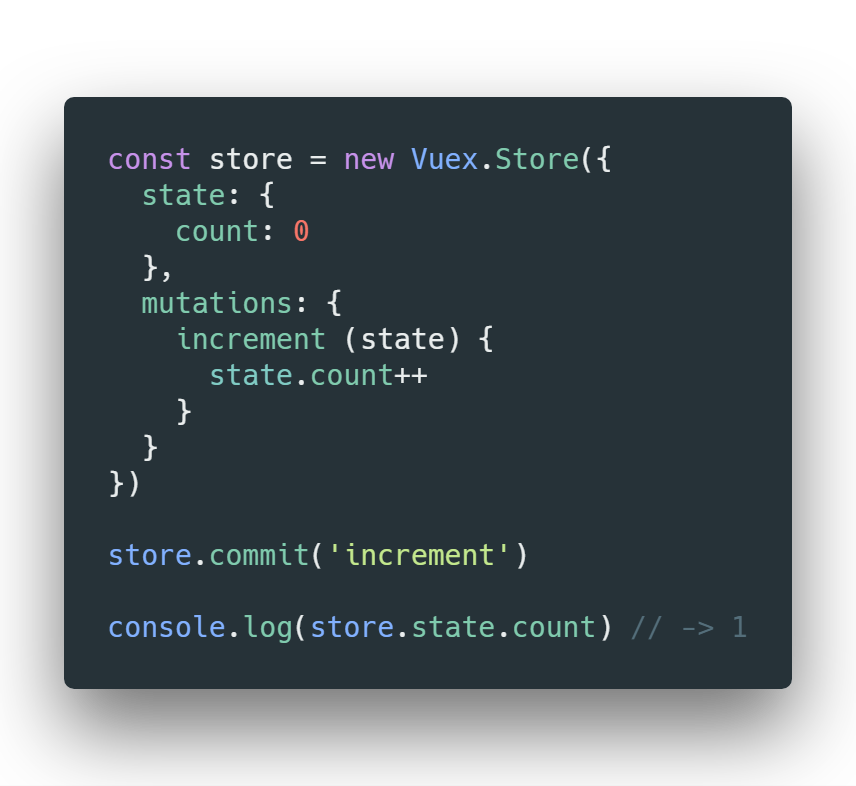 const store = new Vuex.Store({
  state: {
    count: 0
  },
  mutations: {
    increment (state) {
      state.count++
    }
  }
})

store.commit('increment')

console.log(store.state.count) // -> 1